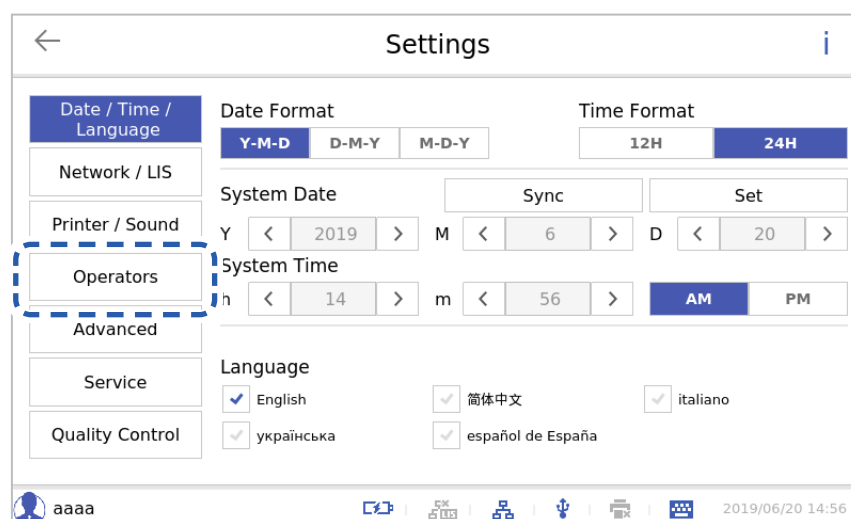 Settings
i
Date / Time /
Language
Network / LIS
Printer / Sound
Operators
Advanced
Service
Quality Control
Date Format
Time Format
Y-M-D D-M-Y M-D-Y
12H 24H
System Date
Sync
Set
Y 2019 M 6 D 20
System Time
h 14 m 56 AM PM
Language
English 简体中文 italiano
українська español de España
aaaa
LIS
2019/06/20 14:56